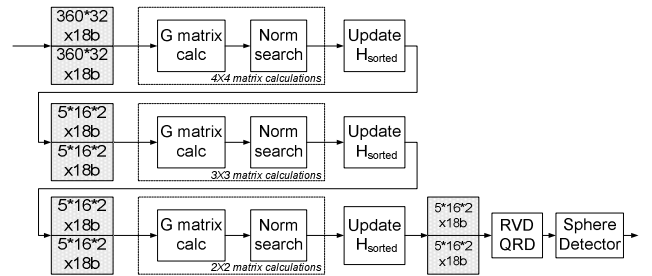 360*32
x18b
360*32
x18b
G matrix
calc
Norm
search
4X4 matrix calculations
Update
Hsorted
5*16*2
x18b
5*16*2
x18b
G matrix
calc
Norm
search
3X3 matrix calculations
Update
Hsorted
5*16*2
x18b
5*16*2
x18b
G matrix
calc
Norm
search
2X2 matrix calculations
Update
Hsorted
5*16*2
x18b
5*16*2
x18b
RVD
QRD
Sphere
Detector